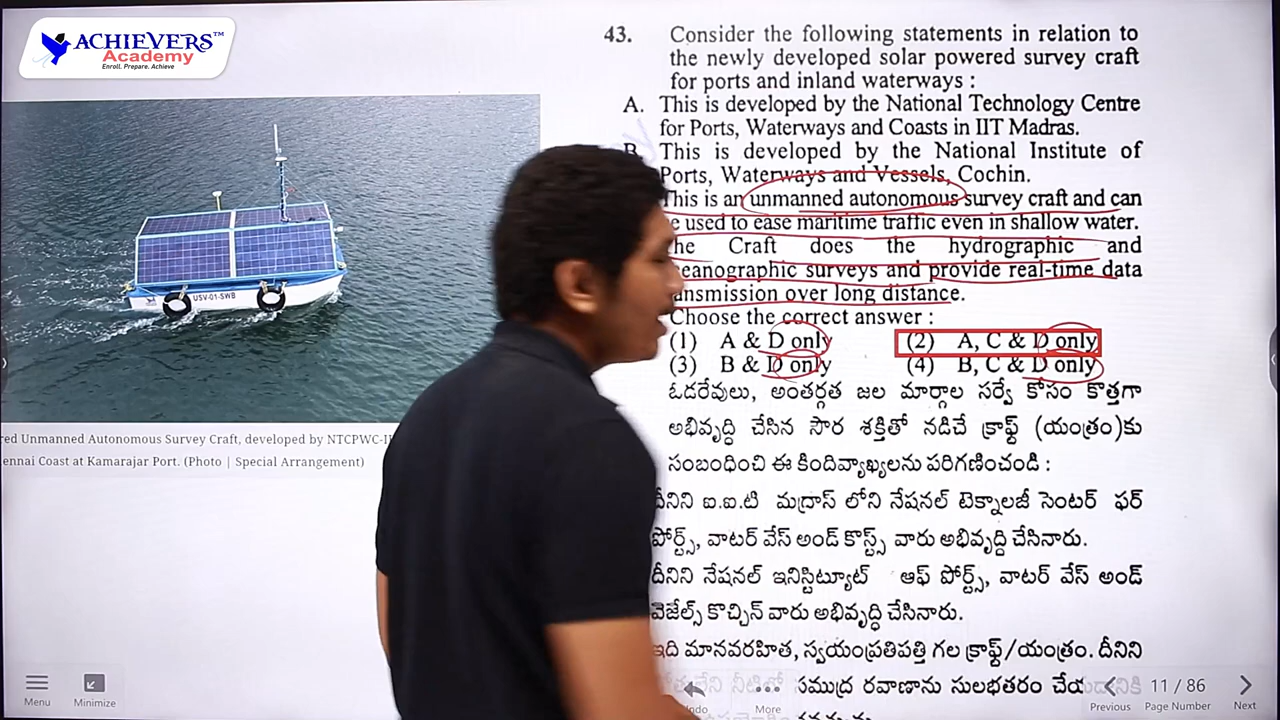 ACHIEVERS™
Academy
Enroll. Prepare. Achieve
USV-01-SWB
red Unmanned Autonomous Survey Craft, developed by NTCPWC-I
ennai Coast at Kamarajar Port. (Photo | Special Arrangement)
43. Consider the following statements in relation to
the newly developed solar powered survey craft
for ports and inland waterways :
A. This is developed by the National Technology Centre
for Ports, Waterways and Coasts in IIT Madras.
B. This is developed by the National Institute of
Ports, Waterways and Vessels, Cochin.
This is an unmanned autonomous survey craft and can
e used to ease maritime traffic even in shallow water.
he Craft does the hydrographic and
eanographic surveys and provide real-time data
ansmission over long distance.
Choose the correct answer :
(1) A & D only (2) A, C & D only
(3) B & D only (4) B, C & D only
ఓడరేవులు, అంతర్గత జల మార్గాల సర్వే కోసం కొత్తగా
అభివృద్ధి చేసిన సౌర శక్తితో నడిచే క్రాఫ్ట్ (యంత్రం)కు
సంబంధించి ఈ కిందివ్యాఖ్యలను పరిగణించండి :
దీనిని ఐ.ఐ.టి మద్రాస్ లోని నేషనల్ టెక్నాలజీ సెంటర్ ఫర్
పోర్ట్స్, వాటర్ వేస్ అండ్ కోస్ట్స్ వారు అభివృద్ధి చేసినారు.
దీనిని నేషనల్ ఇనిస్టిట్యూట్ ఆఫ్ పోర్ట్స్, వాటర్ వేస్ అండ్
వెజేల్స్ కొచ్చిన్ వారు అభివృద్ధి చేసినారు.
ఇది మానవరహిత, స్వయంప్రతిపత్తి గల క్రాఫ్ట్/యంత్రం. దీనిని
నీటిలో సముద్ర రవాణాను సులభతరం
Menu Minimize ndo More Previous 11 / 86 Page Number Next